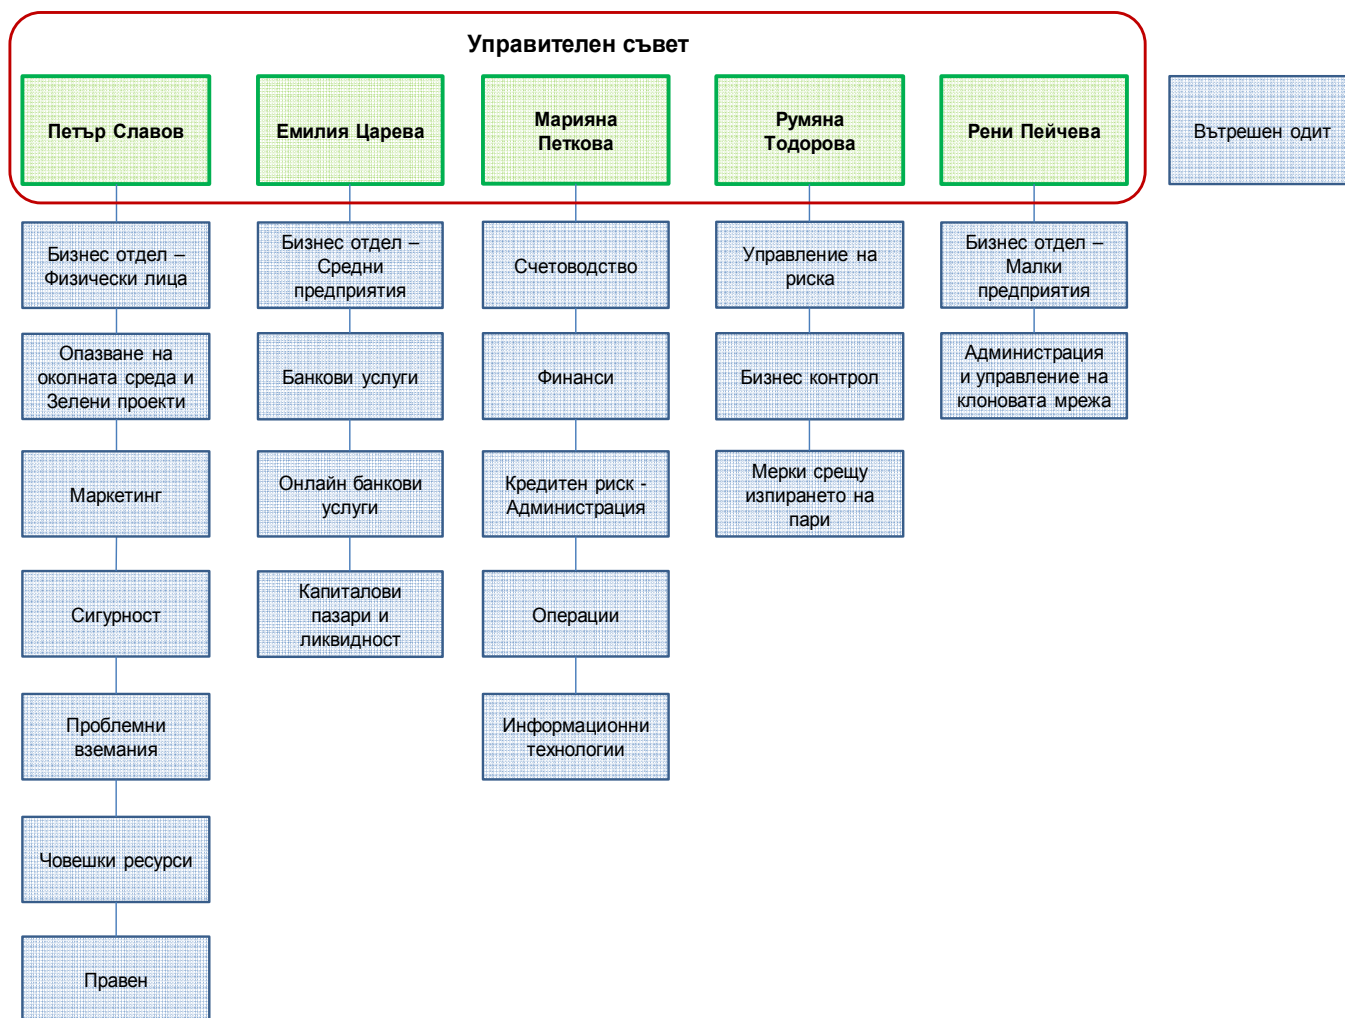 Управителен съвет
Петър Славов
Емилия Царева
Марияна
Петкова
Румяна
Тодорова
Рени Пейчева
Вътрешен одит
Бизнес отдел –
Физически лица
Бизнес отдел –
Средни
предприятия
Счетоводство
Управление на
риска
Бизнес отдел –
Малки
предприятия
Опазване на
околната среда и
Зелени проекти
Банкови услуги
Финанси
Бизнес контрол
Администрация
и управление на
клоновата мрежа
Маркетинг
Онлайн банкови
услуги
Кредитен риск -
Администрация
Мерки срещу
изпирането на
пари
Сигурност
Капиталови
пазари и
ликвидност
Операции
Проблемни
вземания
Информационни
технологии
Човешки ресурси
Правен